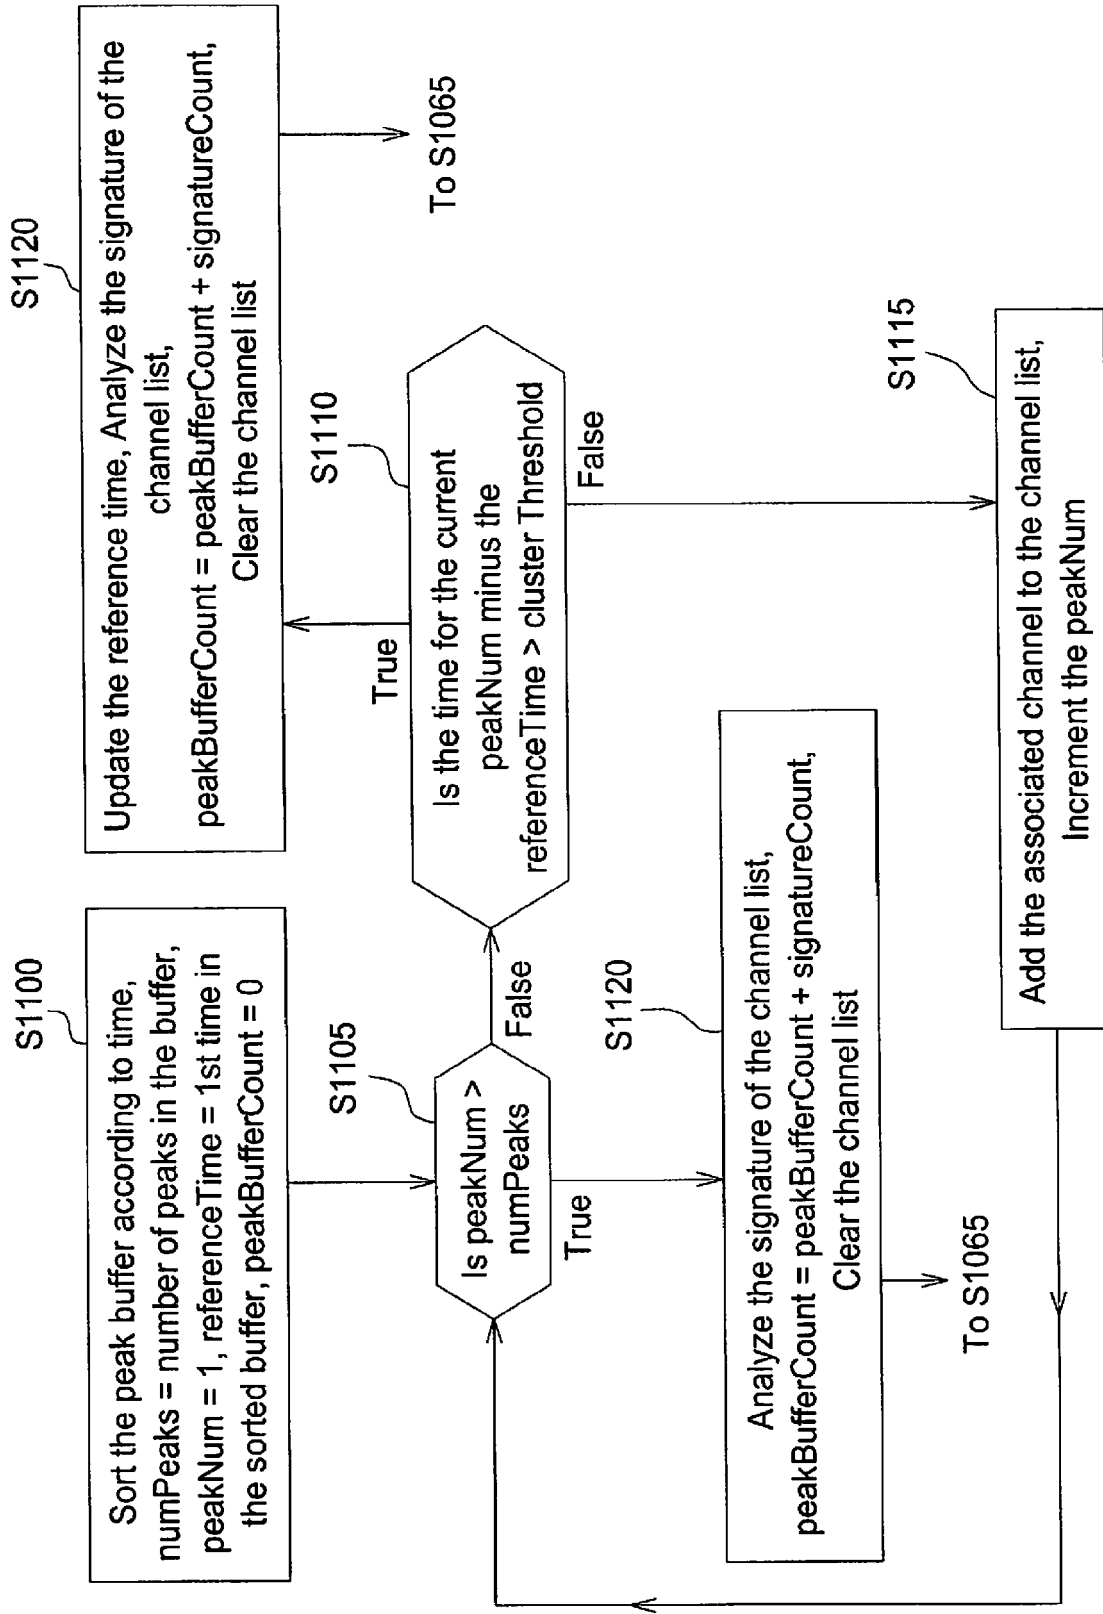 S1100
Sort the peak buffer according to time,
numPeaks = number of peaks in the buffer,
peakNum = 1, referenceTime = 1st time in
the sorted buffer, peakBufferCount = 0
S1105
Is peakNum >
numPeaks
False
True
S1120
Analyze the signature of the channel list,
peakBufferCount = peakBufferCount + signatureCount,
Clear the channel list
To S1065
S1110
Is the time for the current
peakNum minus the
referenceTime > cluster Threshold
True
False
S1120
Update the reference time, Analyze the signature of the
channel list,
peakBufferCount = peakBufferCount + signatureCount,
Clear the channel list
To S1065
S1115
Add the associated channel to the channel list,
Increment the peakNum